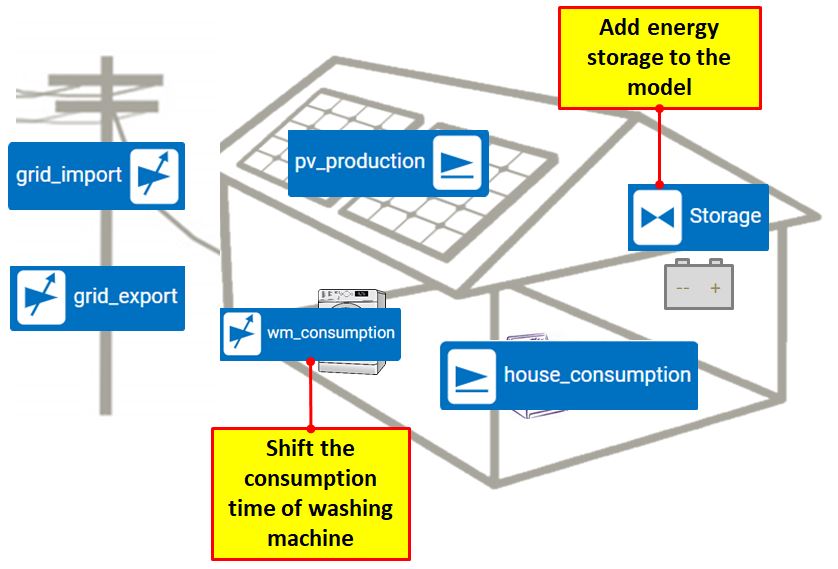 Add energy
storage to the
model
grid_import
pv_production
Storage
grid_export
-- +
wm_consumption
house_consumption
Shift the
consumption
time of washing
machine